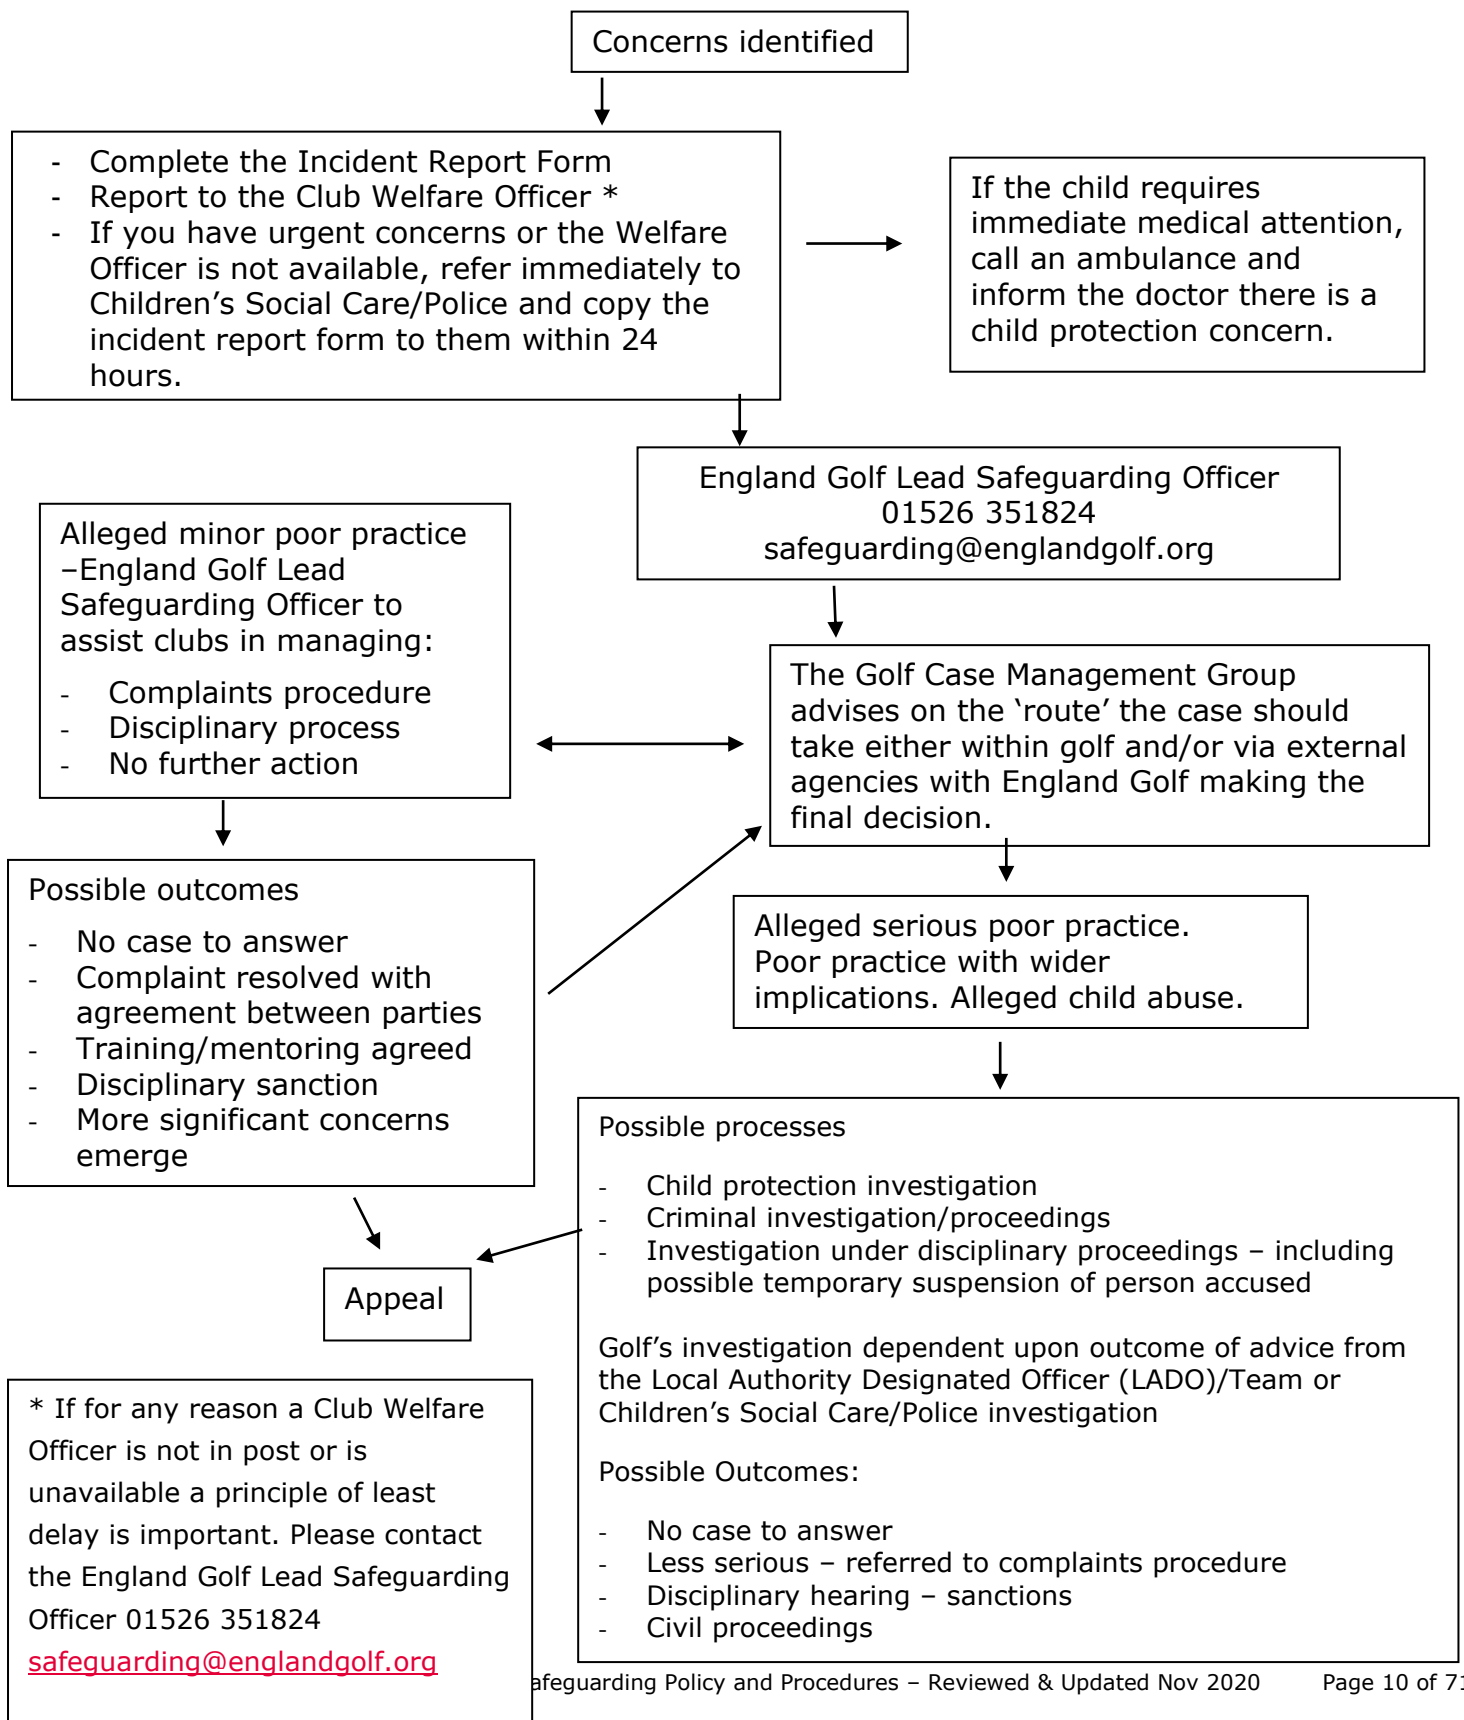 Concerns identified
- Complete the Incident Report Form
- Report to the Club Welfare Officer *
- If you have urgent concerns or the Welfare
Officer is not available, refer immediately to
Children’s Social Care/Police and copy the
incident report form to them within 24
hours.
If the child requires
immediate medical attention,
call an ambulance and
inform the doctor there is a
child protection concern.
England Golf Lead Safeguarding Officer
01526 351824
safeguarding@englandgolf.org
Alleged minor poor practice
–England Golf Lead
Safeguarding Officer to
assist clubs in managing:
- Complaints procedure
- Disciplinary process
- No further action
The Golf Case Management Group
advises on the ‘route’ the case should
take either within golf and/or via external
agencies with England Golf making the
final decision.
Possible outcomes
- No case to answer
- Complaint resolved with
agreement between parties
- Training/mentoring agreed
- Disciplinary sanction
- More significant concerns
emerge
Alleged serious poor practice.
Poor practice with wider
implications. Alleged child abuse.
Possible processes
- Child protection investigation
- Criminal investigation/proceedings
- Investigation under disciplinary proceedings – including
possible temporary suspension of person accused
Golf’s investigation dependent upon outcome of advice from
the Local Authority Designated Officer (LADO)/Team or
Children’s Social Care/Police investigation
Possible Outcomes:
- No case to answer
- Less serious – referred to complaints procedure
- Disciplinary hearing – sanctions
- Civil proceedings
Appeal
* If for any reason a Club Welfare
Officer is not in post or is
unavailable a principle of least
delay is important. Please contact
the England Golf Lead Safeguarding
Officer 01526 351824
safeguarding@englandgolf.org
afeguarding Policy and Procedures – Reviewed & Updated Nov 2020 Page 10 of 71